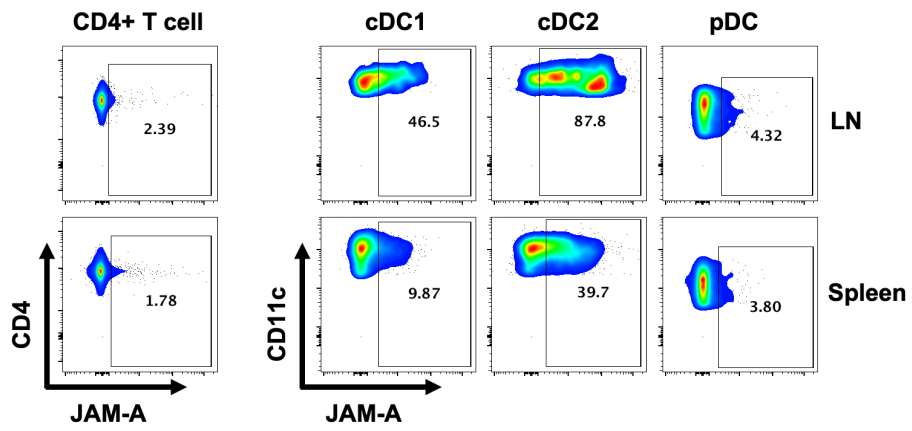 CD4+ T cell cDC1 cDC2 pDC
2.39 46.5 87.8 4.32 LN
1.78 9.87 39.7 3.80 Spleen
CD4 CD11c
JAM-A JAM-A